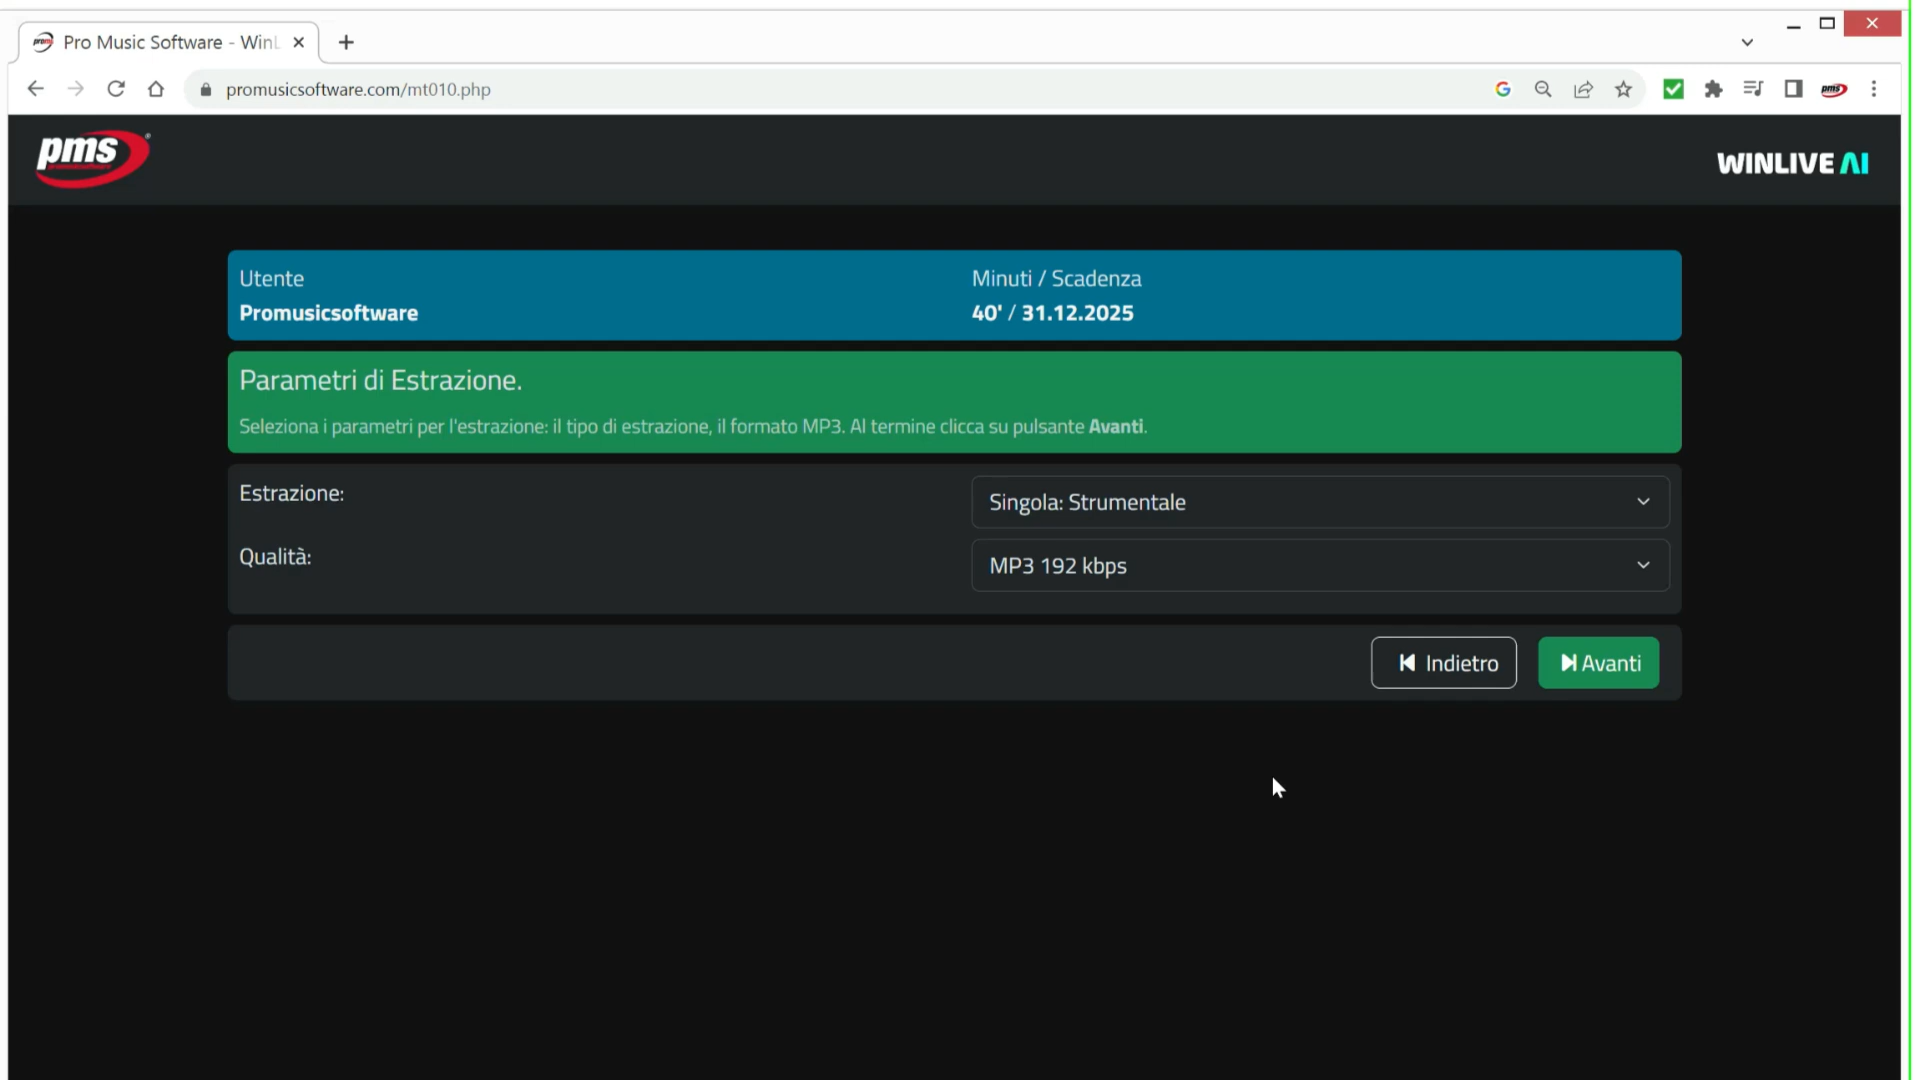 Pro Music Software - WinL
promusicsoftware.com/mt010.php
pms
WINLIVE AI
Utente
Minuti / Scadenza
Promusicsoftware
40' / 31.12.2025
Parametri di Estrazione.
Seleziona i parametri per l'estrazione: il tipo di estrazione, il formato MP3. Al termine clicca su pulsante Avanti.
Estrazione:
Singola: Strumentale
Qualità:
MP3 192 kbps
Indietro
Avanti